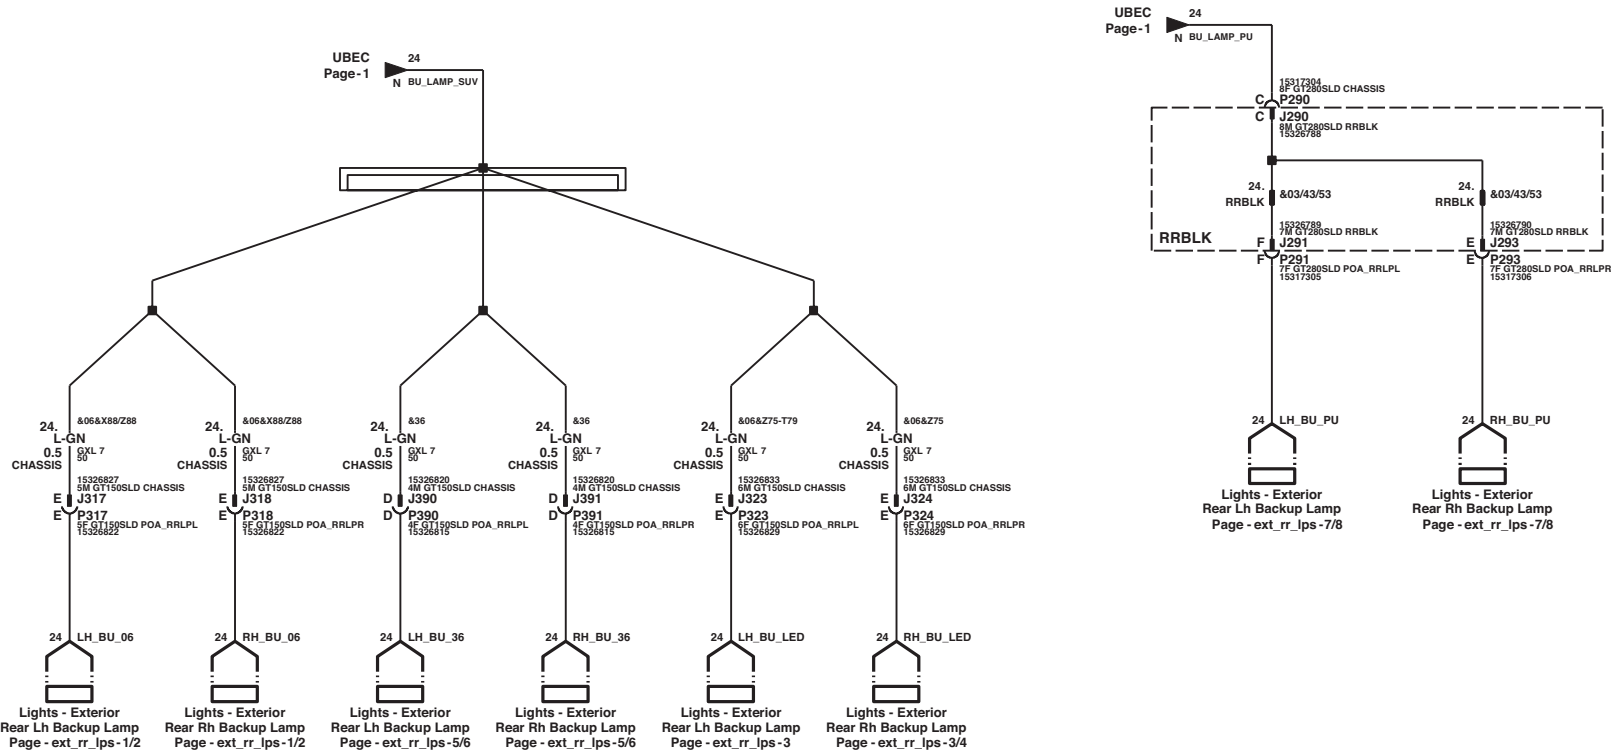 UBEC
Page-1
24
N BU_LAMP_SUV
24.
L-GN
0.5
CHASSIS
&06&X88/Z88
GXL 7
50
15326827
5M GT150SLD CHASSIS
E J317
E P317
5F GT150SLD POA_RRLPL
15326822
24 LH_BU_06
Lights - Exterior
Rear Lh Backup Lamp
Page - ext_rr_lps-1/2
24.
L-GN
0.5
CHASSIS
&06&X88/Z88
GXL 7
50
15326827
5M GT150SLD CHASSIS
E J318
E P318
5F GT150SLD POA_RRLPR
15326822
24 RH_BU_06
Lights - Exterior
Rear Rh Backup Lamp
Page - ext_rr_lps-1/2
24.
L-GN
0.5
CHASSIS
&36
GXL 7
50
15326820
4M GT150SLD CHASSIS
D J390
D P390
4F GT150SLD POA_RRLPL
15326815
24 LH_BU_36
Lights - Exterior
Rear Lh Backup Lamp
Page - ext_rr_lps-5/6
24.
L-GN
0.5
CHASSIS
&36
GXL 7
50
15326820
4M GT150SLD CHASSIS
D J391
D P391
4F GT150SLD POA_RRLPR
15326815
24 RH_BU_36
Lights - Exterior
Rear Rh Backup Lamp
Page - ext_rr_lps-5/6
24.
L-GN
0.5
CHASSIS
&06&Z75-T79
GXL 7
50
15326833
6M GT150SLD CHASSIS
E J323
E P323
6F GT150SLD POA_RRLPL
15326829
24 LH_BU_LED
Lights - Exterior
Rear Lh Backup Lamp
Page - ext_rr_lps-3
24.
L-GN
0.5
CHASSIS
&06&Z75
GXL 7
50
15326833
6M GT150SLD CHASSIS
E J324
E P324
6F GT150SLD POA_RRLPR
15326829
24 RH_BU_LED
Lights - Exterior
Rear Rh Backup Lamp
Page - ext_rr_lps-3/4
UBEC
Page-1
24
N BU_LAMP_PU
15317304
8F GT280SLD CHASSIS
C P290
C J290
8M GT280SLD RRBLK
15326788
RRBLK
24.
RRBLK
&03/43/53
15326789
7M GT280SLD RRBLK
F J291
F P291
7F GT280SLD POA_RRLPL
15317305
24 LH_BU_PU
Lights - Exterior
Rear Lh Backup Lamp
Page - ext_rr_lps-7/8
24.
RRBLK
&03/43/53
15326790
7M GT280SLD RRBLK
E J293
E P293
7F GT280SLD POA_RRLPR
15317306
24 RH_BU_PU
Lights - Exterior
Rear Rh Backup Lamp
Page - ext_rr_lps-7/8